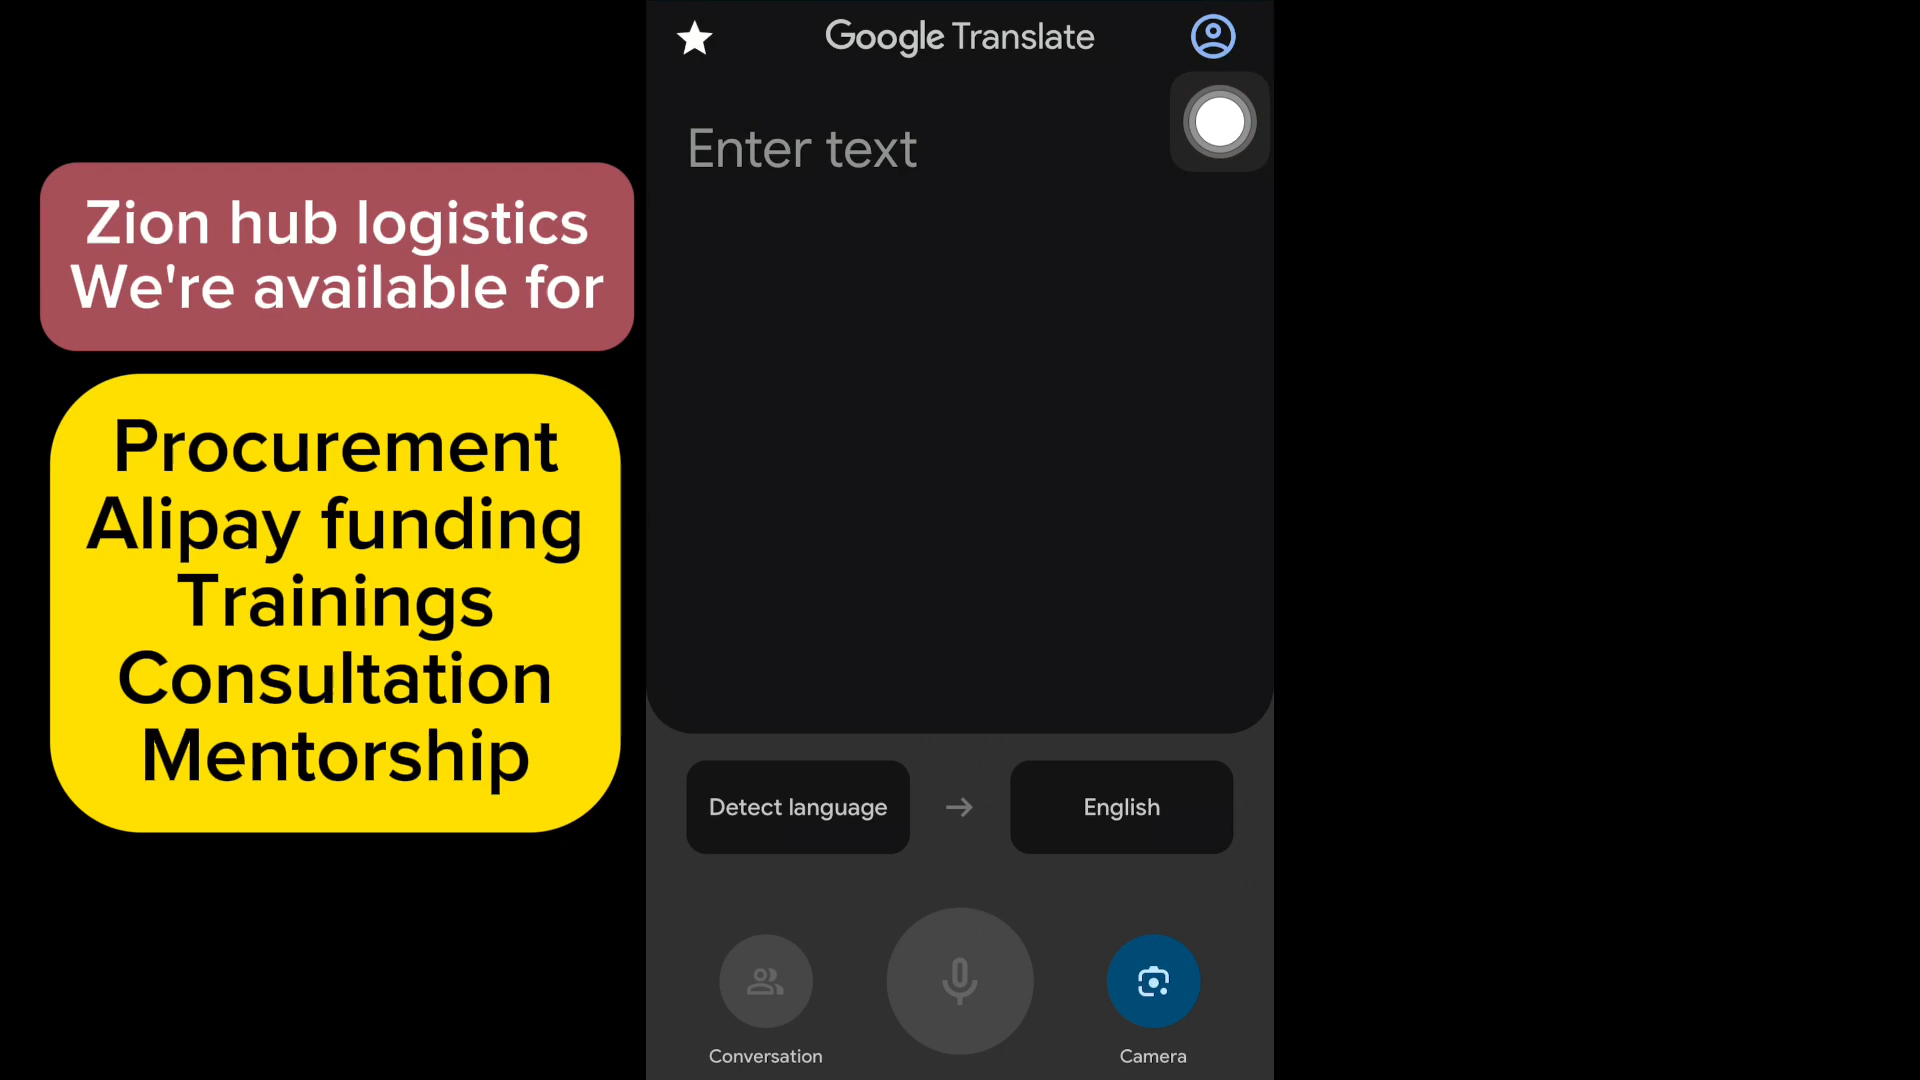 Zion hub logistics
We're available for
Procurement
Alipay funding
Trainings
Consultation
Mentorship
Google Translate
Enter text
Detect language
English
Conversation
Camera